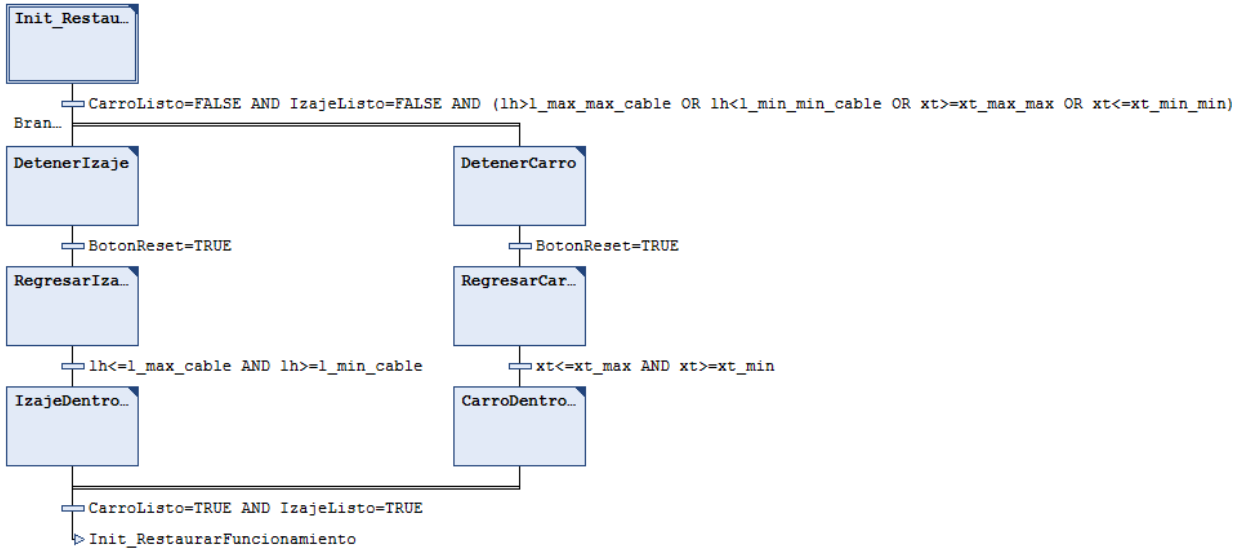 Init_Restau…
CarroListo=FALSE AND IzajeListo=FALSE AND (lh>l_max_max_cable OR lh<l_min_min_cable OR xt>=xt_max_max OR xt<=xt_min_min)
Bran…
DetenerIzaje
DetenerCarro
BotonReset=TRUE
BotonReset=TRUE
RegresarIza…
RegresarCar…
lh<=l_max_cable AND lh>=l_min_cable
xt<=xt_max AND xt>=xt_min
IzajeDentro…
CarroDentro…
CarroListo=TRUE AND IzajeListo=TRUE
Init_RestaurarFuncionamiento